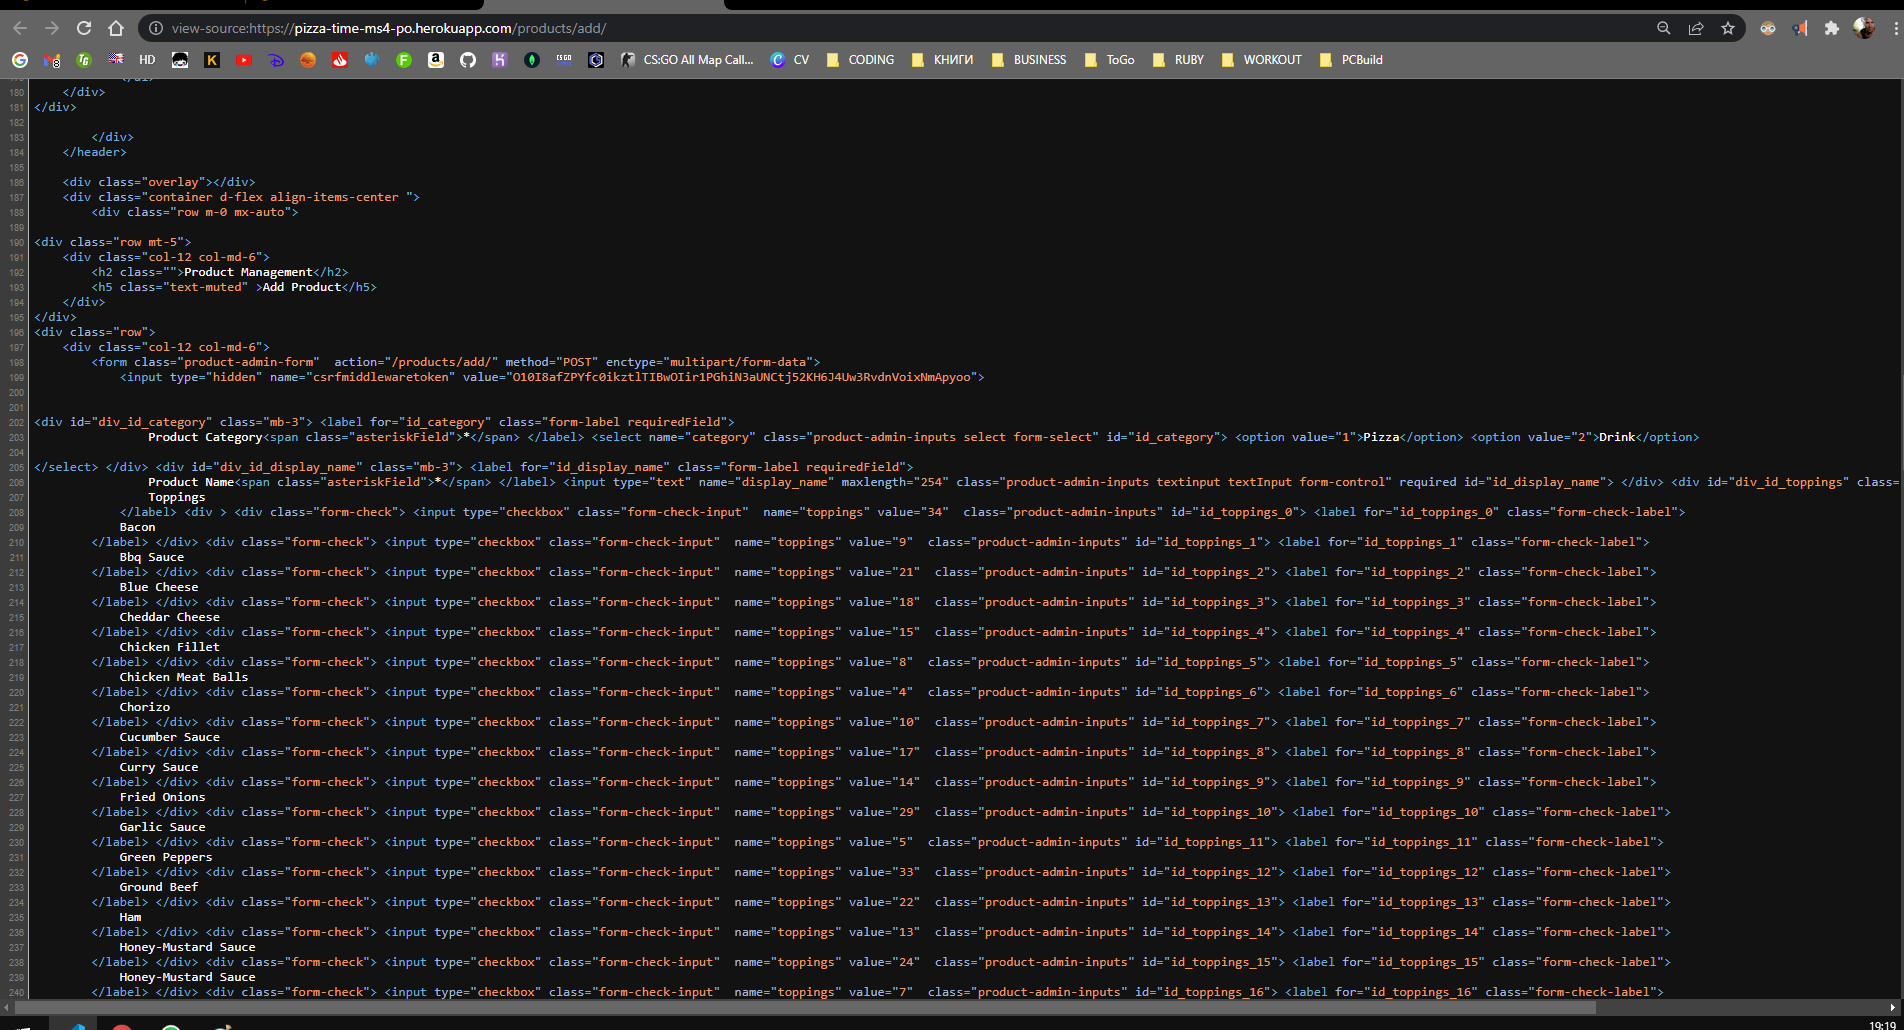 view-source:https://pizza-time-ms4-po.herokuapp.com/products/add/
HD CS:GO All Map Call... CV CODING КНИГИ BUSINESS ToGo RUBY WORKOUT PCBuild
180 </div>
181 </div>
182
183 </div>
184 </header>
185
186 <div class="overlay"></div>
187 <div class="container d-flex align-items-center ">
188 <div class="row m-0 mx-auto">
189
190 <div class="row mt-5">
191 <div class="col-12 col-md-6">
192 <h2 class="">Product Management</h2>
193 <h5 class="text-muted" >Add Product</h5>
194 </div>
195 </div>
196 <div class="row">
197 <div class="col-12 col-md-6">
198 <form class="product-admin-form" action="/products/add/" method="POST" enctype="multipart/form-data">
199 <input type="hidden" name="csrfmiddlewaretoken" value="O10I8afZPYfc0ikztlTIBwOIir1PGhiN3aUNCtj52KH6J4Uw3RvdnVoixNmApyoo">
200
201
202 <div id="div_id_category" class="mb-3"> <label for="id_category" class="form-label requiredField">
203 Product Category<span class="asteriskField">*</span> </label> <select name="category" class="product-admin-inputs select form-select" id="id_category"> <option value="1">Pizza</option> <option value="2">Drink</option>
204
205 </select> </div> <div id="div_id_display_name" class="mb-3"> <label for="id_display_name" class="form-label requiredField">
206 Product Name<span class="asteriskField">*</span> </label> <input type="text" name="display_name" maxlength="254" class="product-admin-inputs textinput textInput form-control" required id="id_display_name"> </div> <div id="div_id_toppings" class=
207 Toppings
208 </label> <div > <div class="form-check"> <input type="checkbox" class="form-check-input" name="toppings" value="34" class="product-admin-inputs" id="id_toppings_0"> <label for="id_toppings_0" class="form-check-label">
209 Bacon
210 </label> </div> <div class="form-check"> <input type="checkbox" class="form-check-input" name="toppings" value="9" class="product-admin-inputs" id="id_toppings_1"> <label for="id_toppings_1" class="form-check-label">
211 Bbq Sauce
212 </label> </div> <div class="form-check"> <input type="checkbox" class="form-check-input" name="toppings" value="21" class="product-admin-inputs" id="id_toppings_2"> <label for="id_toppings_2" class="form-check-label">
213 Blue Cheese
214 </label> </div> <div class="form-check"> <input type="checkbox" class="form-check-input" name="toppings" value="18" class="product-admin-inputs" id="id_toppings_3"> <label for="id_toppings_3" class="form-check-label">
215 Cheddar Cheese
216 </label> </div> <div class="form-check"> <input type="checkbox" class="form-check-input" name="toppings" value="15" class="product-admin-inputs" id="id_toppings_4"> <label for="id_toppings_4" class="form-check-label">
217 Chicken Fillet
218 </label> </div> <div class="form-check"> <input type="checkbox" class="form-check-input" name="toppings" value="8" class="product-admin-inputs" id="id_toppings_5"> <label for="id_toppings_5" class="form-check-label">
219 Chicken Meat Balls
220 </label> </div> <div class="form-check"> <input type="checkbox" class="form-check-input" name="toppings" value="4" class="product-admin-inputs" id="id_toppings_6"> <label for="id_toppings_6" class="form-check-label">
221 Chorizo
222 </label> </div> <div class="form-check"> <input type="checkbox" class="form-check-input" name="toppings" value="10" class="product-admin-inputs" id="id_toppings_7"> <label for="id_toppings_7" class="form-check-label">
223 Cucumber Sauce
224 </label> </div> <div class="form-check"> <input type="checkbox" class="form-check-input" name="toppings" value="17" class="product-admin-inputs" id="id_toppings_8"> <label for="id_toppings_8" class="form-check-label">
225 Curry Sauce
226 </label> </div> <div class="form-check"> <input type="checkbox" class="form-check-input" name="toppings" value="14" class="product-admin-inputs" id="id_toppings_9"> <label for="id_toppings_9" class="form-check-label">
227 Fried Onions
228 </label> </div> <div class="form-check"> <input type="checkbox" class="form-check-input" name="toppings" value="29" class="product-admin-inputs" id="id_toppings_10"> <label for="id_toppings_10" class="form-check-label">
229 Garlic Sauce
230 </label> </div> <div class="form-check"> <input type="checkbox" class="form-check-input" name="toppings" value="5" class="product-admin-inputs" id="id_toppings_11"> <label for="id_toppings_11" class="form-check-label">
231 Green Peppers
232 </label> </div> <div class="form-check"> <input type="checkbox" class="form-check-input" name="toppings" value="33" class="product-admin-inputs" id="id_toppings_12"> <label for="id_toppings_12" class="form-check-label">
233 Ground Beef
234 </label> </div> <div class="form-check"> <input type="checkbox" class="form-check-input" name="toppings" value="22" class="product-admin-inputs" id="id_toppings_13"> <label for="id_toppings_13" class="form-check-label">
235 Ham
236 </label> </div> <div class="form-check"> <input type="checkbox" class="form-check-input" name="toppings" value="13" class="product-admin-inputs" id="id_toppings_14"> <label for="id_toppings_14" class="form-check-label">
237 Honey-Mustard Sauce
238 </label> </div> <div class="form-check"> <input type="checkbox" class="form-check-input" name="toppings" value="24" class="product-admin-inputs" id="id_toppings_15"> <label for="id_toppings_15" class="form-check-label">
239 Honey-Mustard Sauce
240 </label> </div> <div class="form-check"> <input type="checkbox" class="form-check-input" name="toppings" value="7" class="product-admin-inputs" id="id_toppings_16"> <label for="id_toppings_16" class="form-check-label">
19:19